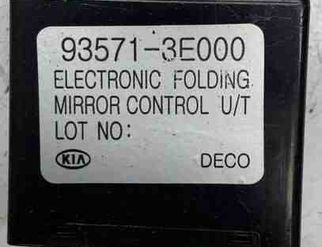 93571-3E000
ELECTRONIC FOLDING
MIRROR CONTROL U/T
LOT NO:
KIA DECO